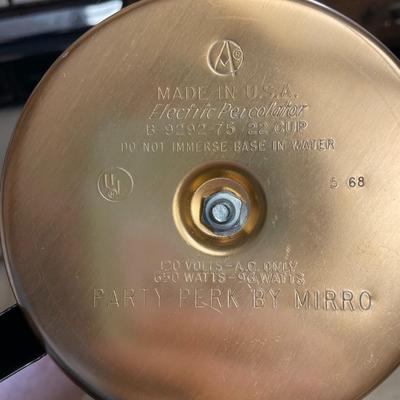 MADE IN U.S.A.
Electric Percolator
B-9292-75 22 CUP
DO NOT IMMERSE BASE IN WATER
UL
5 68
120 VOLTS-A.C. ONLY
650 WATTS-90 WATTS
PARTY PERK BY MIRRO